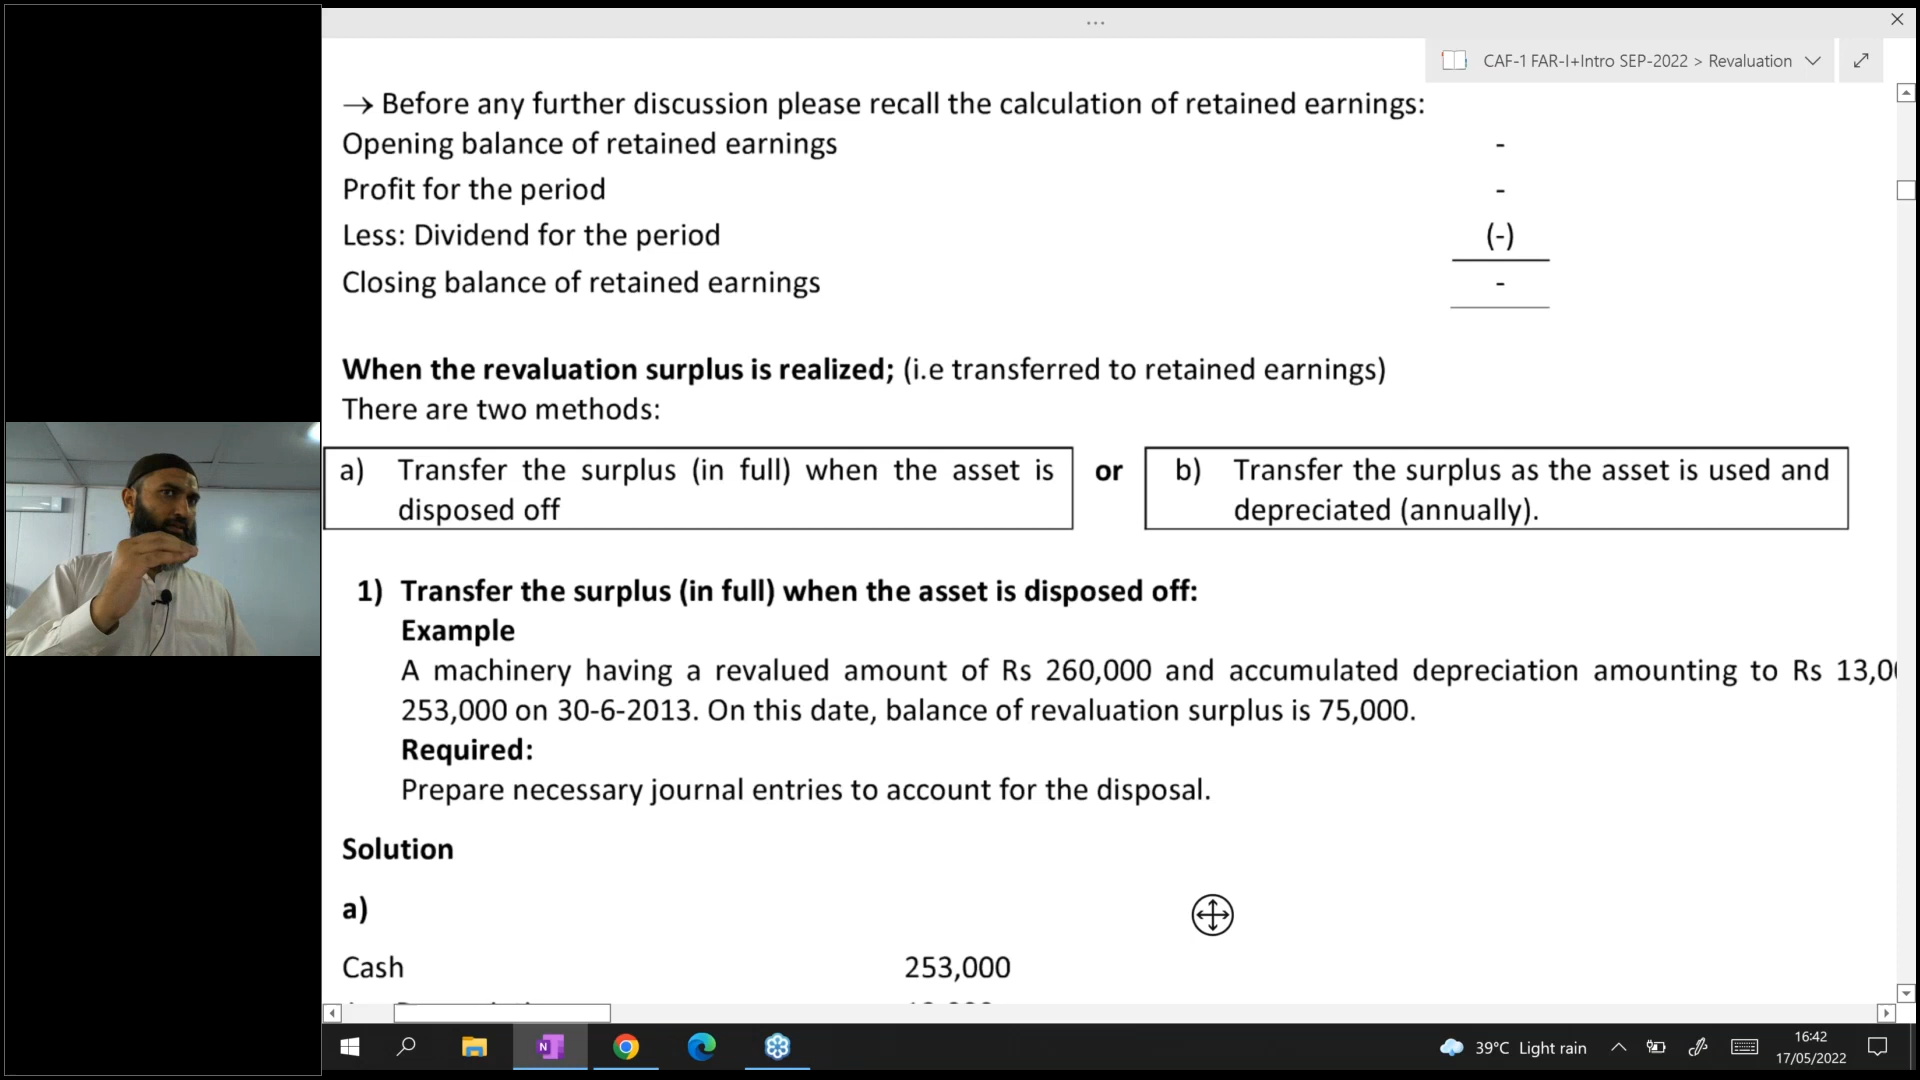 CAF-1 FAR-I+Intro SEP-2022 > Revaluation
→ Before any further discussion please recall the calculation of retained earnings:
Opening balance of retained earnings -
Profit for the period -
Less: Dividend for the period (-)
Closing balance of retained earnings -
When the revaluation surplus is realized; (i.e transferred to retained earnings)
There are two methods:
a) Transfer the surplus (in full) when the asset is
disposed off
or
b) Transfer the surplus as the asset is used and
depreciated (annually).
1) Transfer the surplus (in full) when the asset is disposed off:
Example
A machinery having a revalued amount of Rs 260,000 and accumulated depreciation amounting to Rs 13,0
253,000 on 30-6-2013. On this date, balance of revaluation surplus is 75,000.
Required:
Prepare necessary journal entries to account for the disposal.
Solution
a)
Cash 253,000
39°C Light rain
16:42
17/05/2022